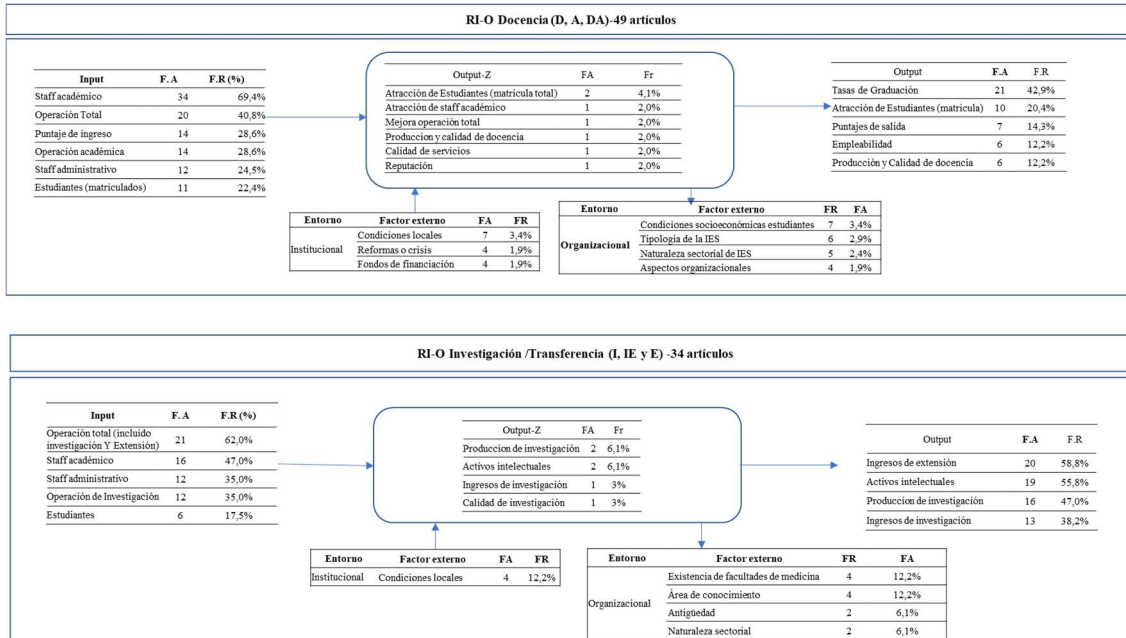 RI-O Docencia (D, A, DA)-49 artículos
Input F. A F.R (%)
Staff académico 34 69,4%
Operación Total 20 40,8%
Puntaje de ingreso 14 28,6%
Operación académica 14 28,6%
Staff administrativo 12 24,5%
Estudiantes (matriculados) 11 22,4%
Output-Z FA Fr
Atracción de Estudiantes (matricula total) 2 4,1%
Atracción de staff académico 1 2,0%
Mejora operación total 1 2,0%
Produccion y calidad de docencia 1 2,0%
Calidad de servicios 1 2,0%
Reputación 1 2,0%
Output F.A F.R
Tasas de Graduación 21 42,9%
Atracción de Estudiantes (matricula) 10 20,4%
Puntajes de salida 7 14,3%
Empleabilidad 6 12,2%
Producción y Calidad de docencia 6 12,2%
Entorno Factor externo FA FR
Institucional Condiciones locales 7 3,4%
Reformas o crisis 4 1,9%
Fondos de financiación 4 1,9%
Entorno Factor externo FR FA
Organizacional Condiciones socioeconómicas estudiantes 7 3,4%
Tipología de la IES 6 2,9%
Naturaleza sectorial de IES 5 2,4%
Aspectos organizacionales 4 1,9%
RI-O Investigación /Transferencia (I, IE y E) -34 artículos
Input F. A F.R (%)
Operación total (incluido
investigación Y Extensión) 21 62,0%
Staff académico 16 47,0%
Staff administrativo 12 35,0%
Operación de Investigación 12 35,0%
Estudiantes 6 17,5%
Output-Z FA Fr
Produccion de investigación 2 6,1%
Activos intelectuales 2 6,1%
Ingresos de investigación 1 3%
Calidad de investigación 1 3%
Output F.A F.R
Ingresos de extensión 20 58,8%
Activos intelectuales 19 55,8%
Produccion de investigación 16 47,0%
Ingresos de investigación 13 38,2%
Entorno Factor externo FA FR
Institucional Condiciones locales 4 12,2%
Entorno Factor externo FR FA
Organizacional Existencia de facultades de medicina 4 12,2%
Área de conocimiento 4 12,2%
Antigüedad 2 6,1%
Naturaleza sectorial 2 6,1%